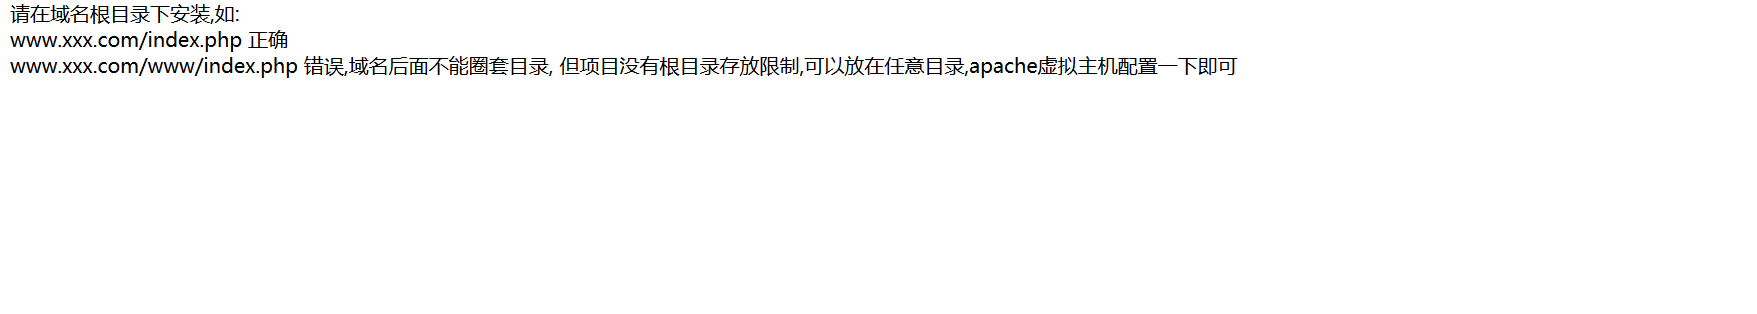 请在域名根目录下安装,如:
www.xxx.com/index.php 正确
www.xxx.com/www/index.php 错误,域名后面不能圈套目录, 但项目没有根目录存放限制,可以放在任意目录,apache虚拟主机配置一下即可